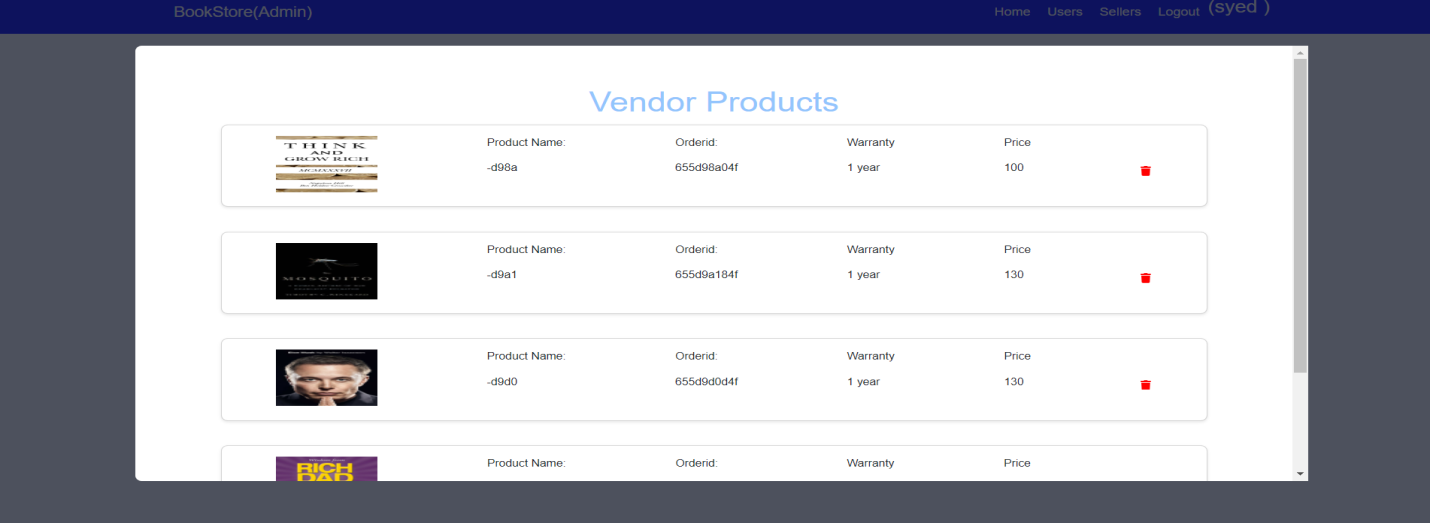 BookStore(Admin)
Home Users Sellers Logout (syed )
Vendor Products
THINK
AND
GROW RICH
MCMXXXVII
Product Name: Orderid: Warranty Price
-d98a 655d98a04f 1 year 100
MOSQUITO
Product Name: Orderid: Warranty Price
-d9a1 655d9a184f 1 year 130
Product Name: Orderid: Warranty Price
-d9d0 655d9d0d4f 1 year 130
RICH
DAD
Product Name: Orderid: Warranty Price